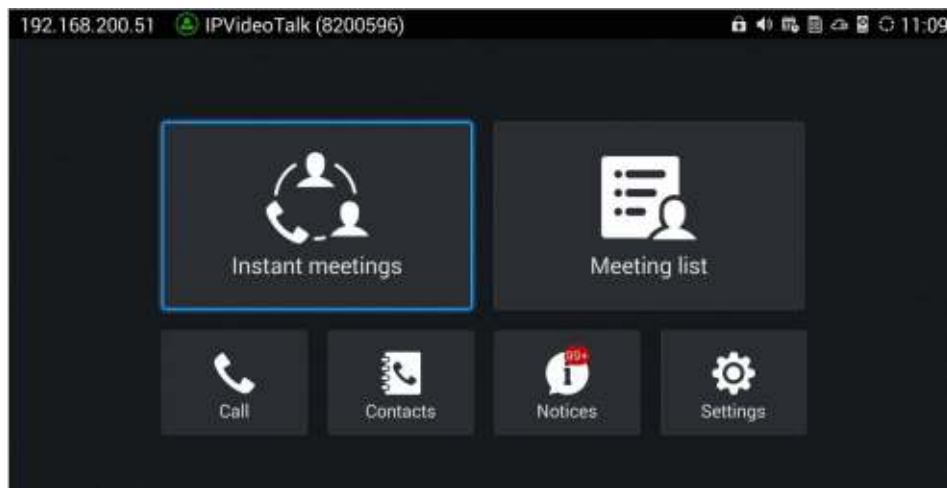 192.168.200.51 IPVideoTalk (8200596) 11:09
Instant meetings Meeting list
99+
Call Contacts Notices Settings